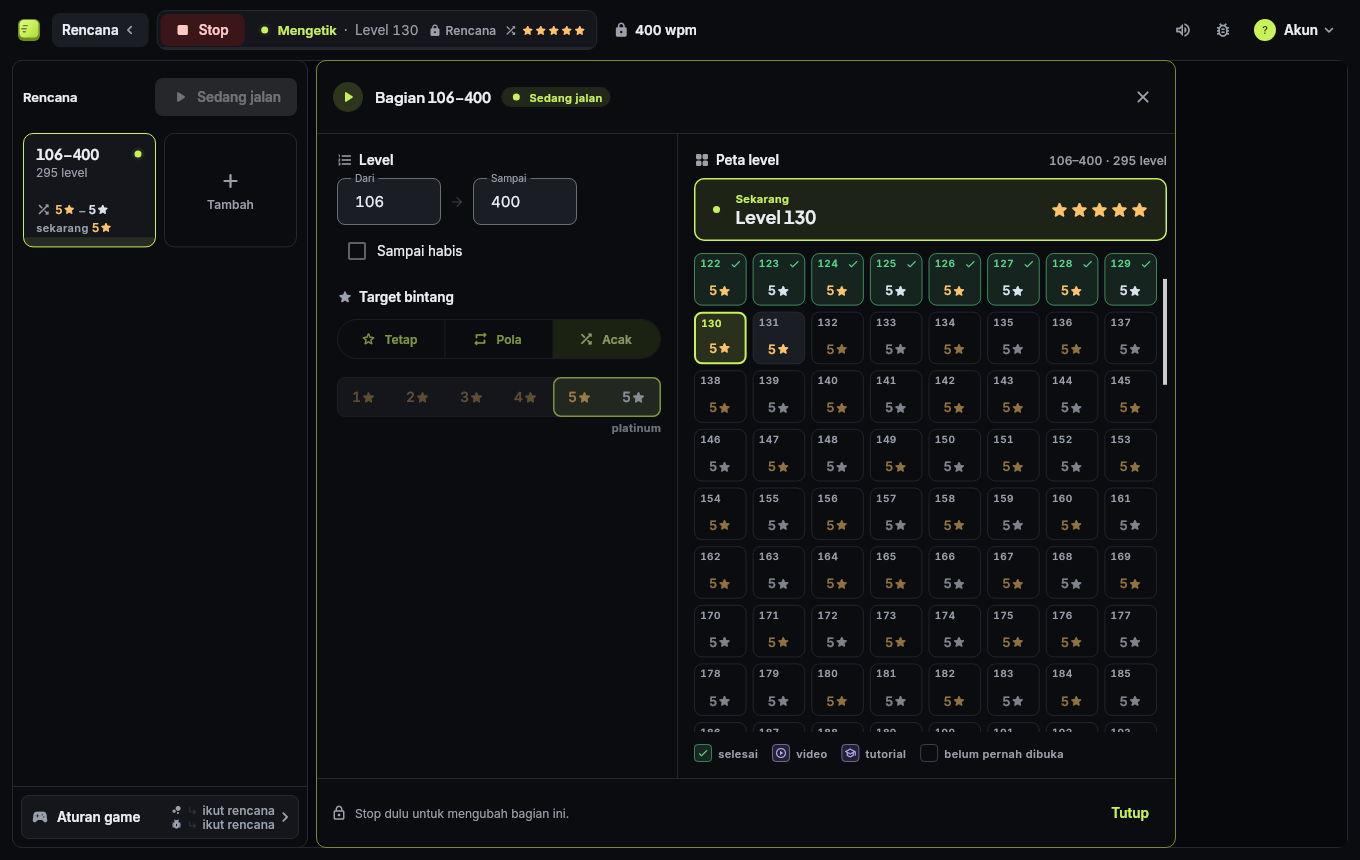 Rencana
Stop
Mengetik · Level 130 Rencana
400 wpm
? Akun
Rencana
Sedang jalan
106–400
295 level
5 – 5
sekarang 5
+
Tambah
Aturan game
ikut rencana
ikut rencana
Bagian 106–400
Sedang jalan
Level
Dari
106
Sampai
400
Sampai habis
Target bintang
Tetap Pola Acak
1 2 3 4 5 5
platinum
Peta level
106–400 · 295 level
Sekarang
Level 130
122 123 124 125 126 127 128 129
5 5 5 5 5 5 5 5
130 131 132 133 134 135 136 137
5 5 5 5 5 5 5 5
138 139 140 141 142 143 144 145
5 5 5 5 5 5 5 5
146 147 148 149 150 151 152 153
5 5 5 5 5 5 5 5
154 155 156 157 158 159 160 161
5 5 5 5 5 5 5 5
162 163 164 165 166 167 168 169
5 5 5 5 5 5 5 5
170 171 172 173 174 175 176 177
5 5 5 5 5 5 5 5
178 179 180 181 182 183 184 185
5 5 5 5 5 5 5 5
selesai video tutorial belum pernah dibuka
Stop dulu untuk mengubah bagian ini.
Tutup